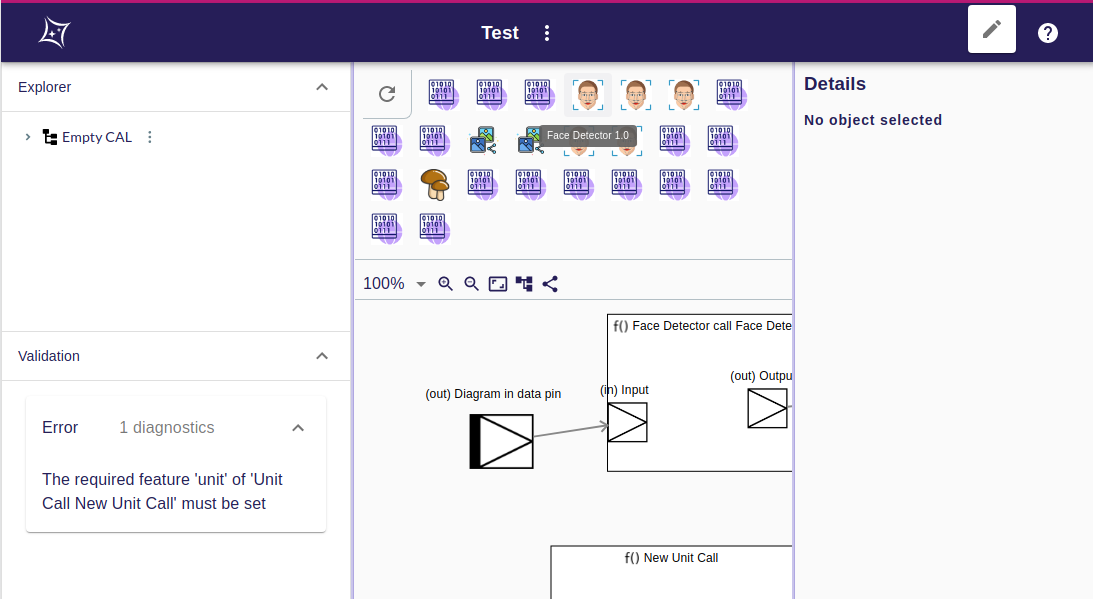 Test
Explorer
Empty CAL
Validation
Error 1 diagnostics
The required feature 'unit' of 'Unit
Call New Unit Call' must be set
Face Detector 1.0
100%
f() Face Detector call Face Dete
(out) Diagram in data pin
(in) Input
(out) Outpu
f() New Unit Call
Details
No object selected